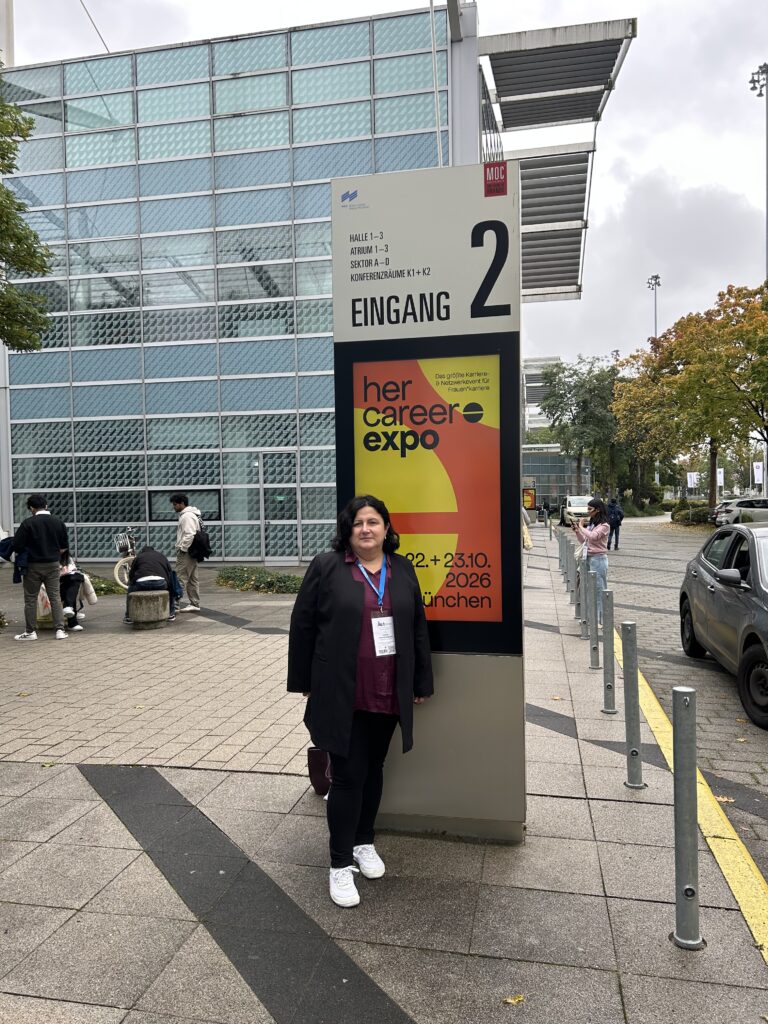 MOC
HALLE 1–3
ATRIUM 1–3
SEKTOR A–D
KONFERENZRÄUME K1+K2
EINGANG 2
Das größte Karriere-
& Netzwerkevent für
Frauen*karriere
her
career
expo
22.+23.10.
2026
ünchen